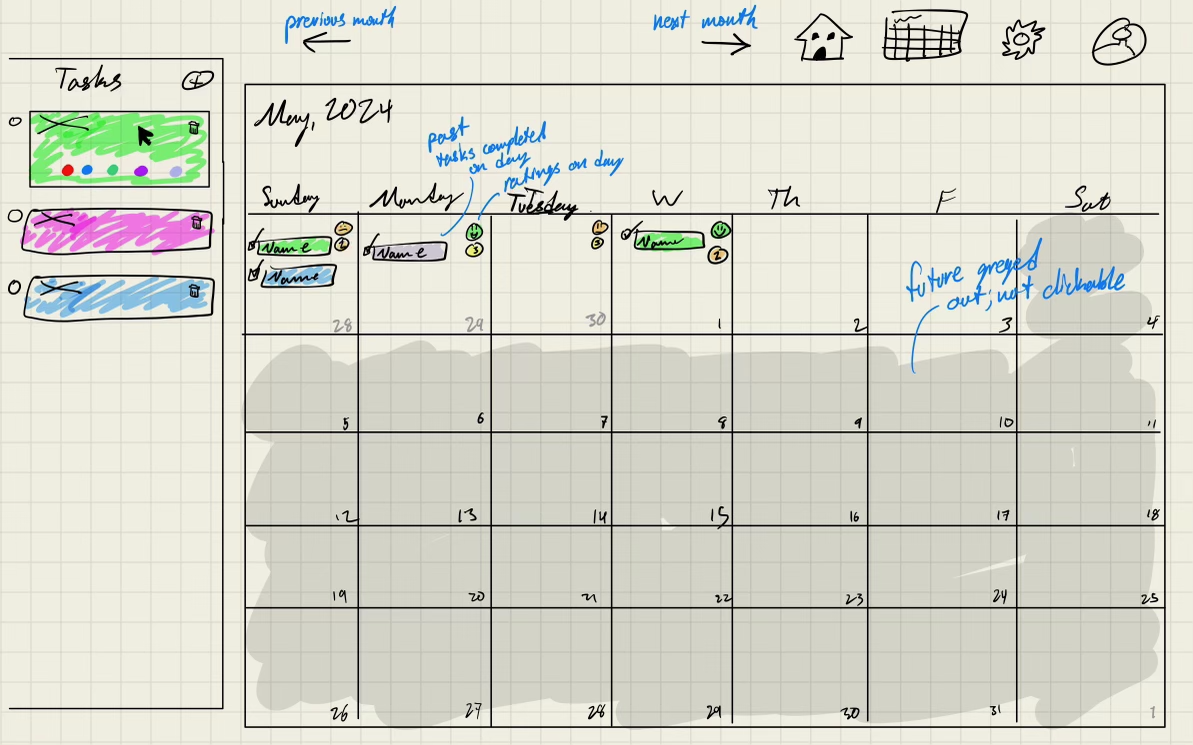 previous month
next month
Tasks
May, 2024
past
tasks completed
on day
ratings on day
Sunday
Monday
Tuesday
W
Th
F
Sat
Name
2
Name
Name
3
3
Name
2
future greyed
out; not clickable
28
29
30
1
2
3
4
5
6
7
8
9
10
11
12
13
14
15
16
17
18
19
20
21
22
23
24
25
26
27
28
29
30
31
1